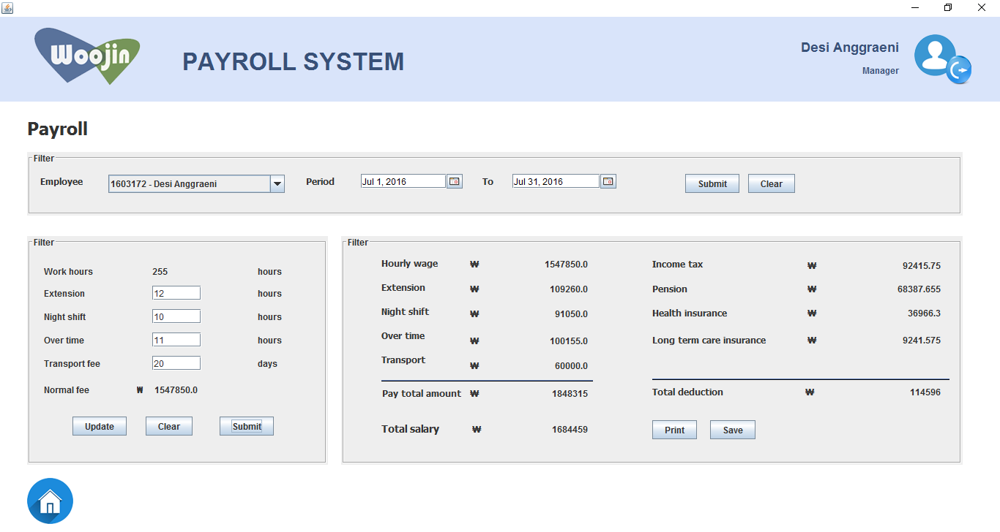 Woojin
PAYROLL SYSTEM
Desi Anggraeni
Manager
Payroll
Filter
Employee 1603172 - Desi Anggraeni Period Jul 1, 2016 To Jul 31, 2016 Submit Clear
Filter
Work hours 255 hours
Extension 12 hours
Night shift 10 hours
Over time 11 hours
Transport fee 20 days
Normal fee ₩ 1547850.0
Update Clear Submit
Filter
Hourly wage ₩ 1547850.0
Extension ₩ 109260.0
Night shift ₩ 91050.0
Over time ₩ 100155.0
Transport ₩ 60000.0
Pay total amount ₩ 1848315
Total salary ₩ 1684459
Income tax ₩ 92415.75
Pension ₩ 68387.655
Health insurance ₩ 36966.3
Long term care insurance ₩ 9241.575
Total deduction ₩ 114596
Print Save